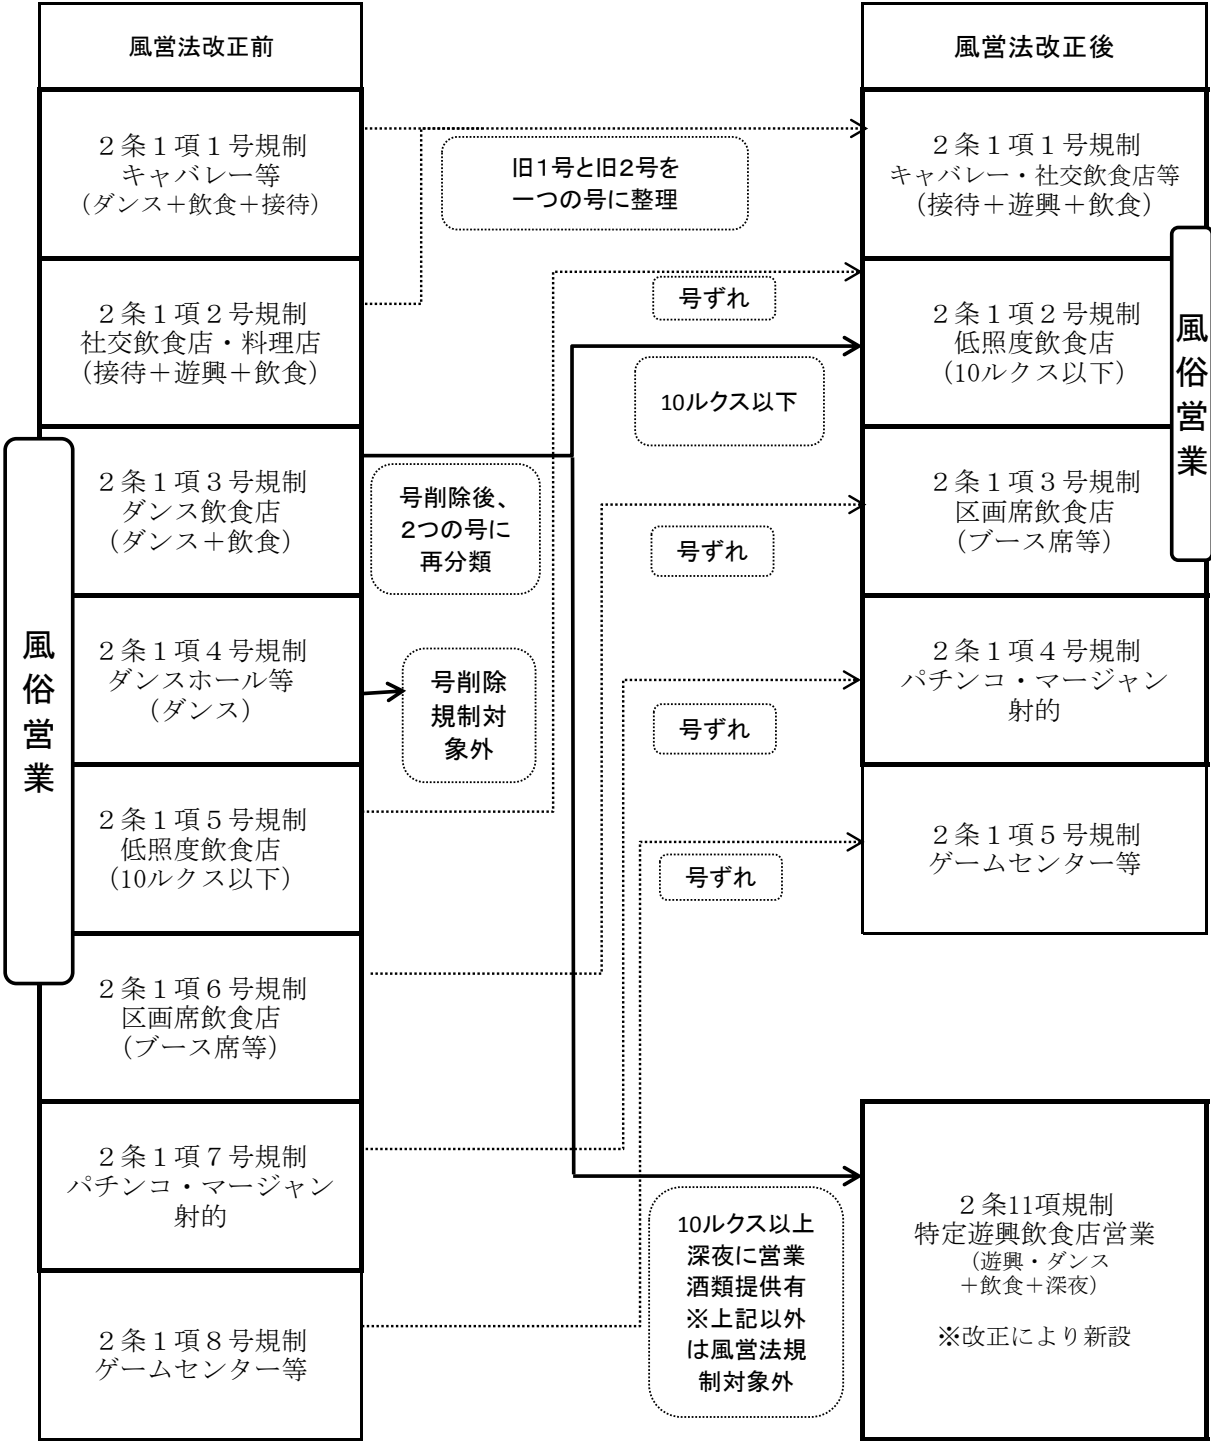 風営法改正前
２条１項１号規制
キャバレー等
（ダンス＋飲食＋接待）
２条１項２号規制
社交飲食店・料理店
（接待＋遊興＋飲食）
２条１項３号規制
ダンス飲食店
（ダンス＋飲食）
２条１項４号規制
ダンスホール等
（ダンス）
２条１項５号規制
低照度飲食店
（10ルクス以下）
２条１項６号規制
区画席飲食店
（ブース席等）
２条１項７号規制
パチンコ・マージャン
射的
２条１項８号規制
ゲームセンター等
風俗営業
旧１号と旧２号を
一つの号に整理
号ずれ
10ルクス以下
号削除後、
２つの号に
再分類
号ずれ
号削除
規制対
象外
号ずれ
号ずれ
10ルクス以上
深夜に営業
酒類提供有
※上記以外
は風営法規
制対象外
風営法改正後
２条１項１号規制
キャバレー・社交飲食店等
（接待＋遊興＋飲食）
２条１項２号規制
低照度飲食店
（10ルクス以下）
２条１項３号規制
区画席飲食店
（ブース席等）
２条１項４号規制
パチンコ・マージャン
射的
２条１項５号規制
ゲームセンター等
風俗営業
２条11項規制
特定遊興飲食店営業
（遊興・ダンス
＋飲食＋深夜）
※改正により新設